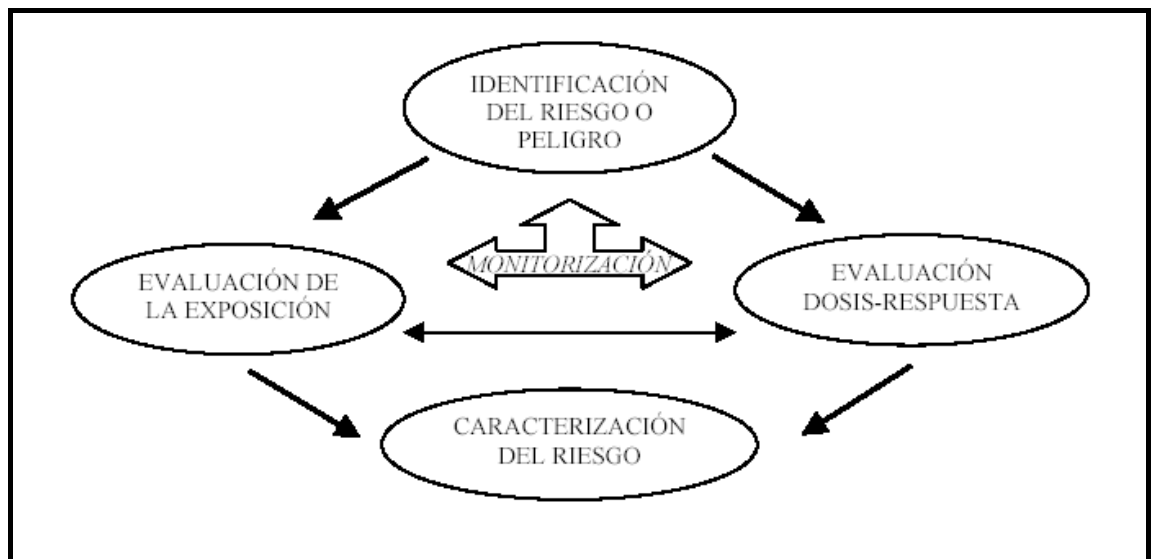 IDENTIFICACIÓN
DEL RIESGO O
PELIGRO
MONITORIZACIÓN
EVALUACIÓN DE
LA EXPOSICIÓN
EVALUACIÓN
DOSIS-RESPUESTA
CARACTERIZACIÓN
DEL RIESGO